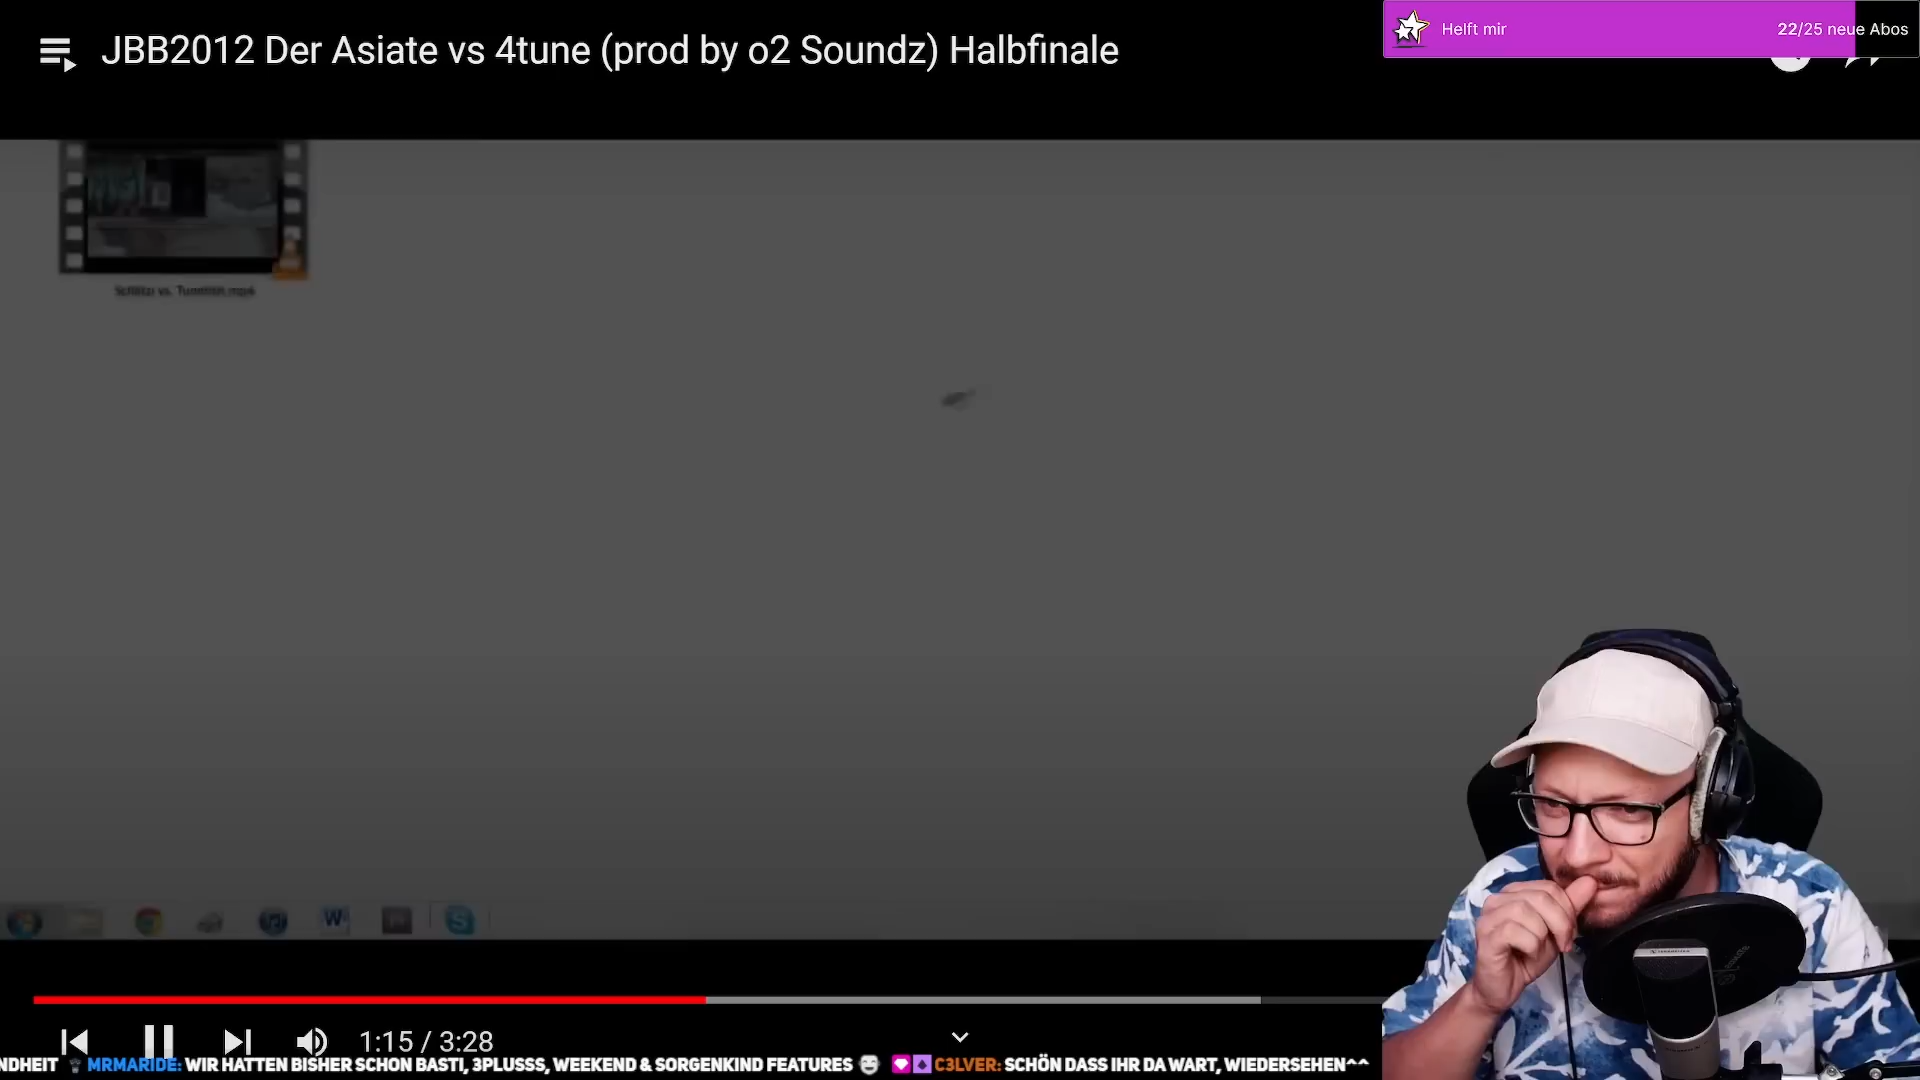 JBB2012 Der Asiate vs 4tune (prod by o2 Soundz) Halbfinale
Helft mir
22/25 neue Abos
vs.
1:15 / 3:28
NDHEIT MRMARIDE: WIR HATTEN BISHER SCHON BASTI, 3PLUSSS, WEEKEND & SORGENKIND FEATURES C3LVER: SCHÖN DASS IHR DA WART, WIEDERSEHEN^^